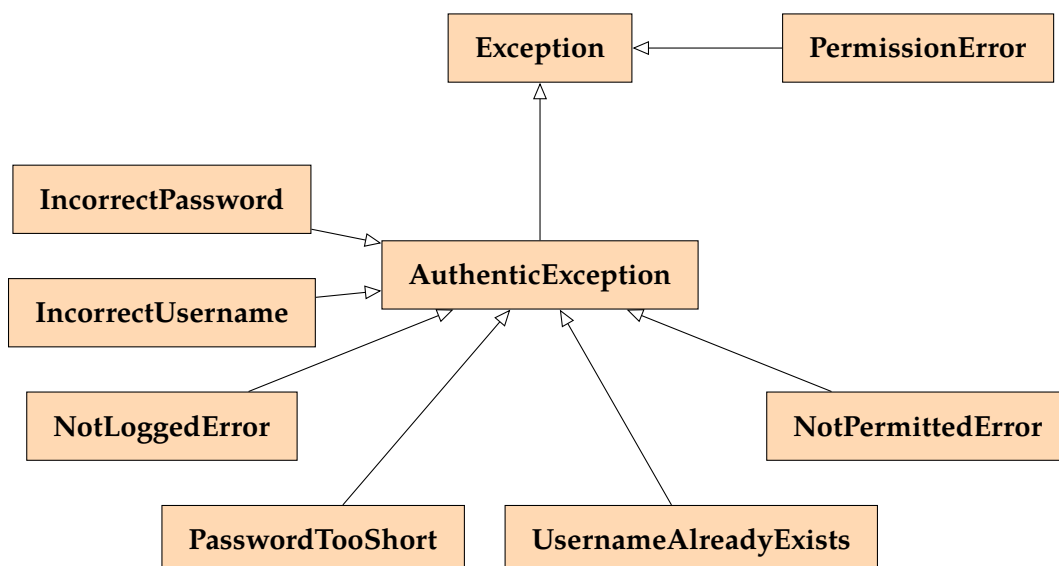 Exception
PermissionError
IncorrectPassword
AuthenticException
IncorrectUsername
NotLoggedError
NotPermittedError
PasswordTooShort
UsernameAlreadyExists